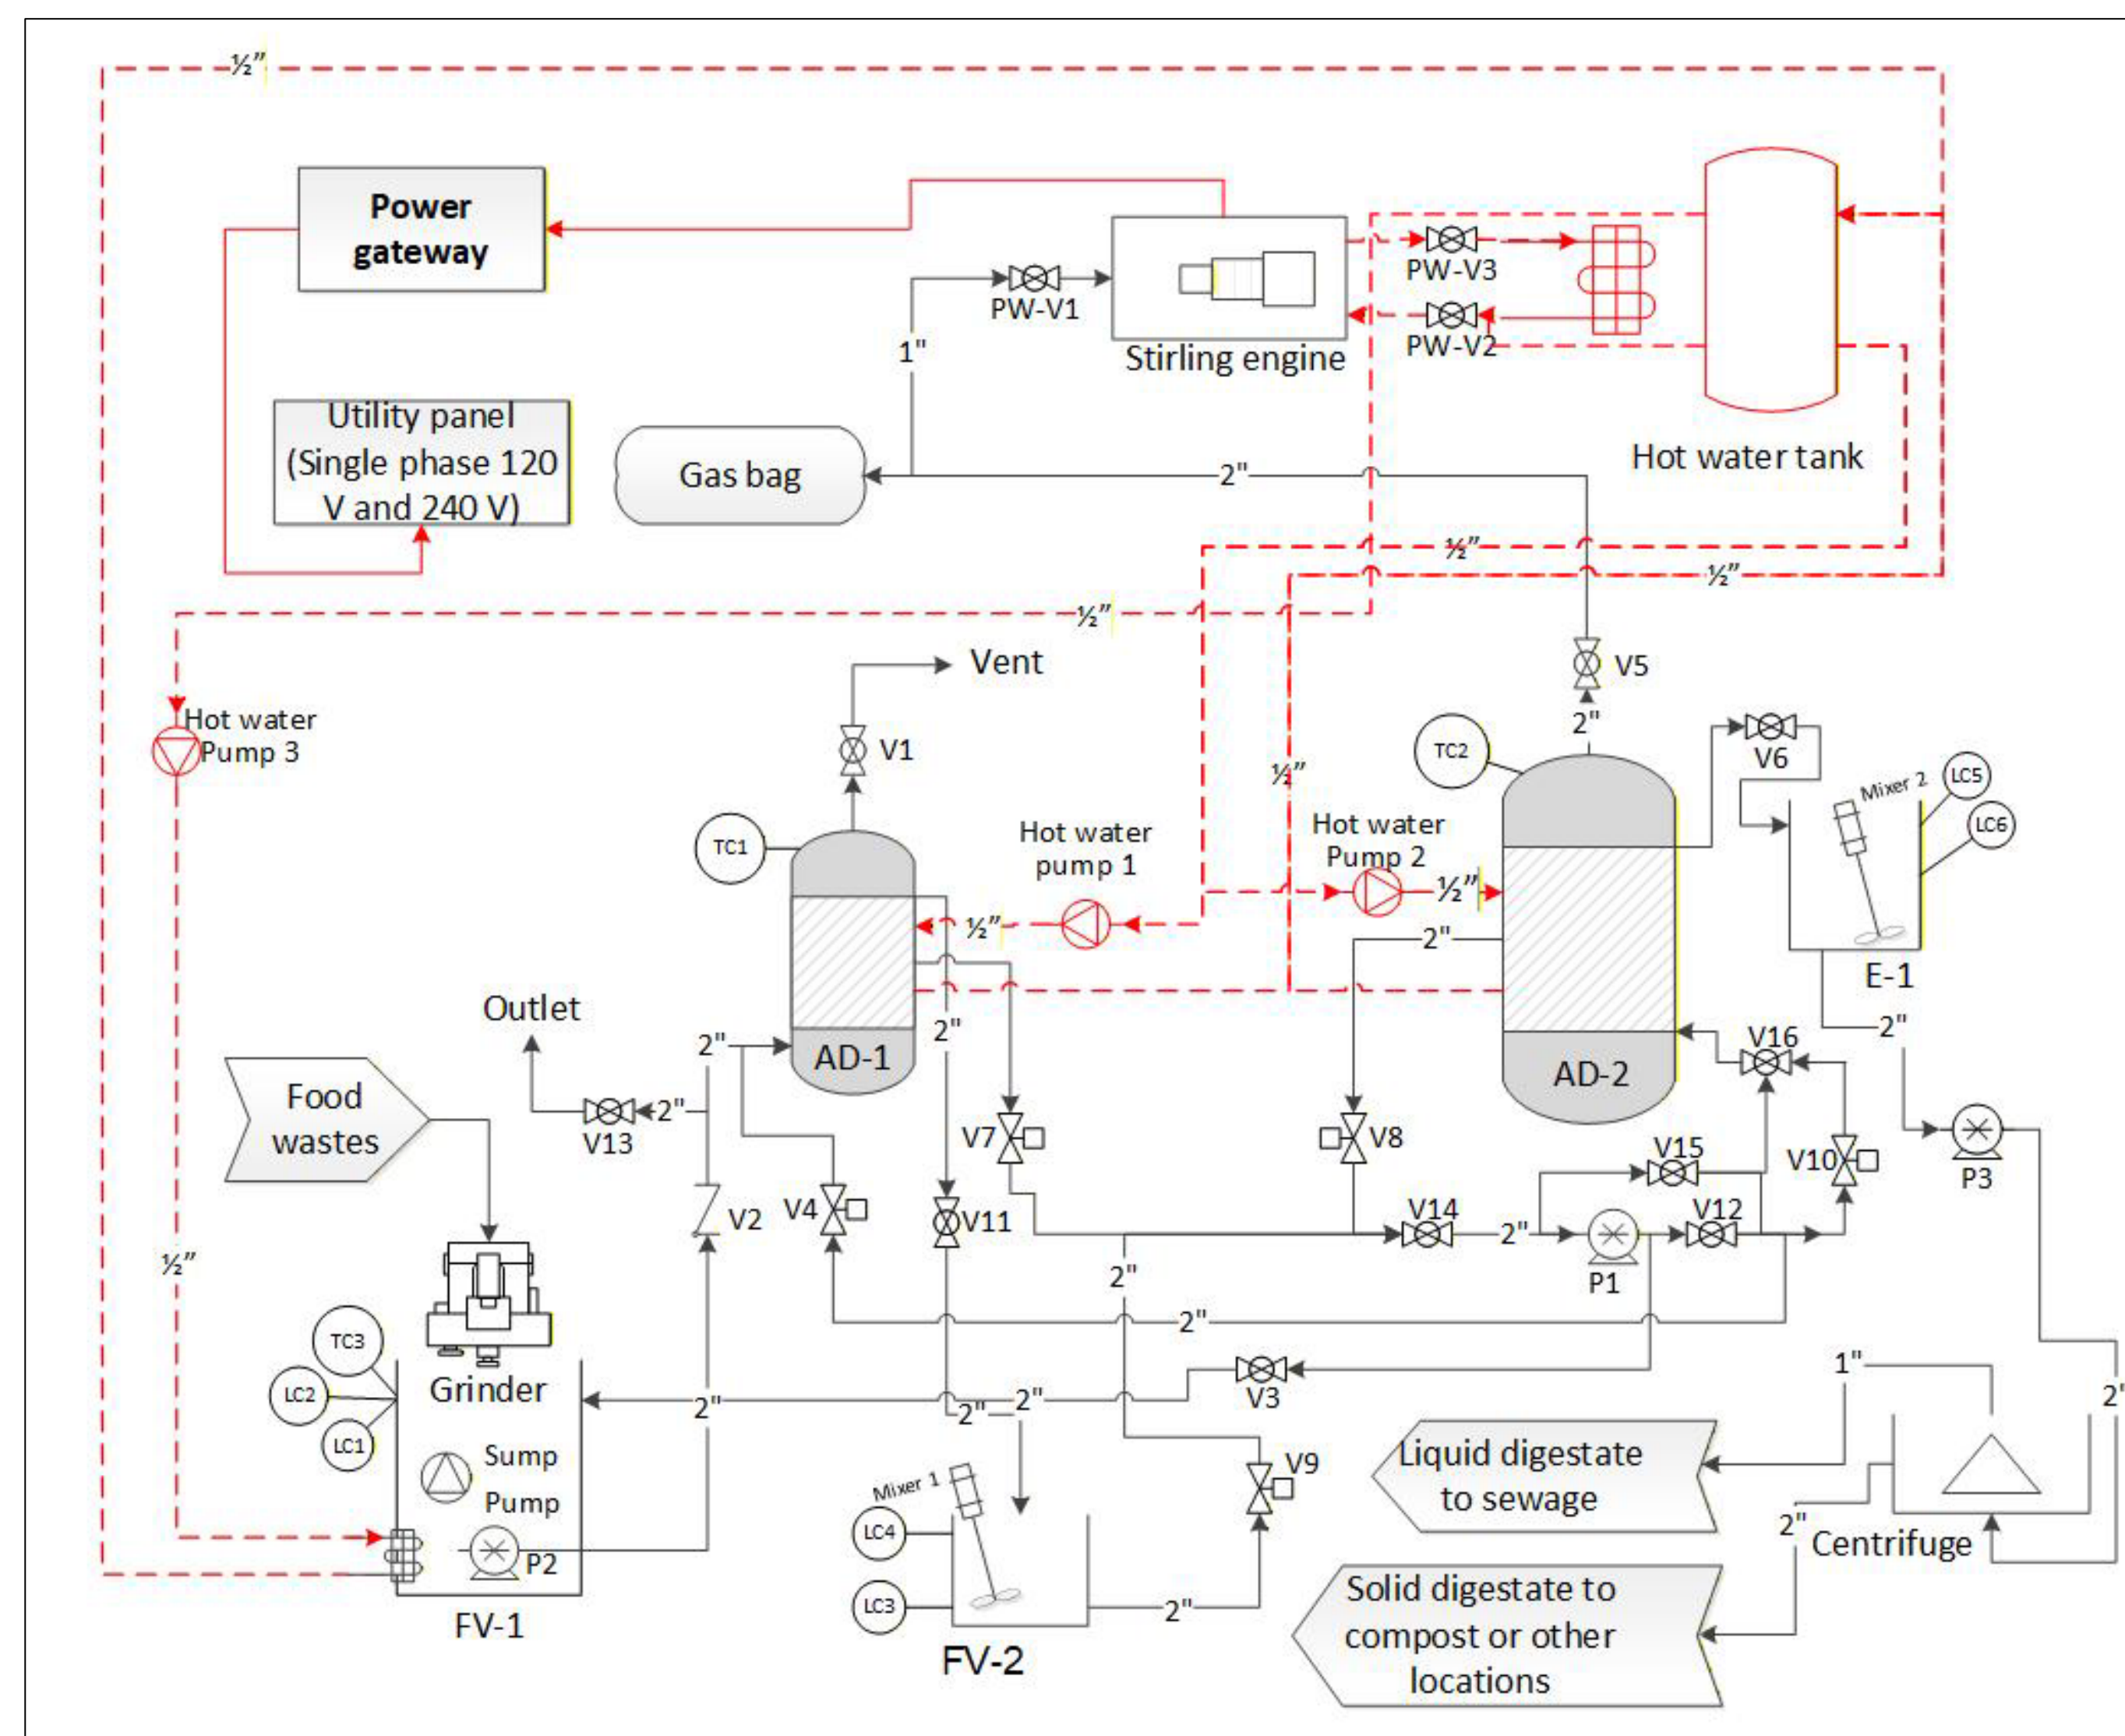 ½”
Power
gateway
PW-V3
PW-V1
PW-V2
1"
Stirling engine
Utility panel
(Single phase 120
V and 240 V)
Gas bag
2"
Hot water tank
½”
½”
½”
Vent
V5
Hot water
Pump 3
2"
V1
TC2
V6
½”
Mixer 2
LC5
LC6
TC1
Hot water
pump 1
Hot water
Pump 2
½”
½”
2"
E-1
Outlet
2"
2"
2"
V16
AD-1
AD-2
Food
wastes
2"
V13
V7
V8
V15
V10
P3
V2
V4
V11
V14
2"
V12
½”
2"
P1
2"
TC3
LC2
LC1
Grinder
V3
1"
2"
2"
2"
2"
Sump
Pump
P2
FV-1
Mixer 1
LC4
LC3
V9
2"
FV-2
Liquid digestate
to sewage
2"
Centrifuge
Solid digestate to
compost or other
locations